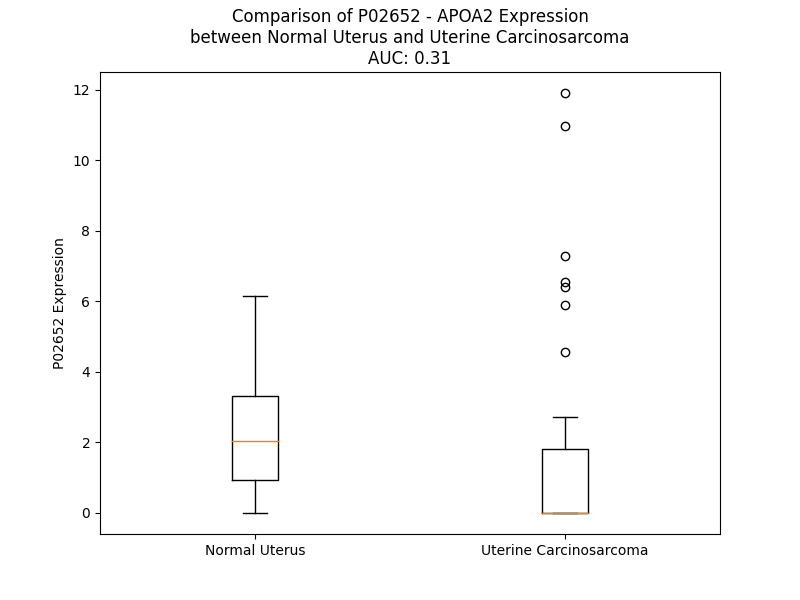 Comparison of P02652 - APOA2 Expression
between Normal Uterus and Uterine Carcinosarcoma
AUC: 0.31
12
10
8
6
4
2
0
P02652 Expression
Normal Uterus
Uterine Carcinosarcoma